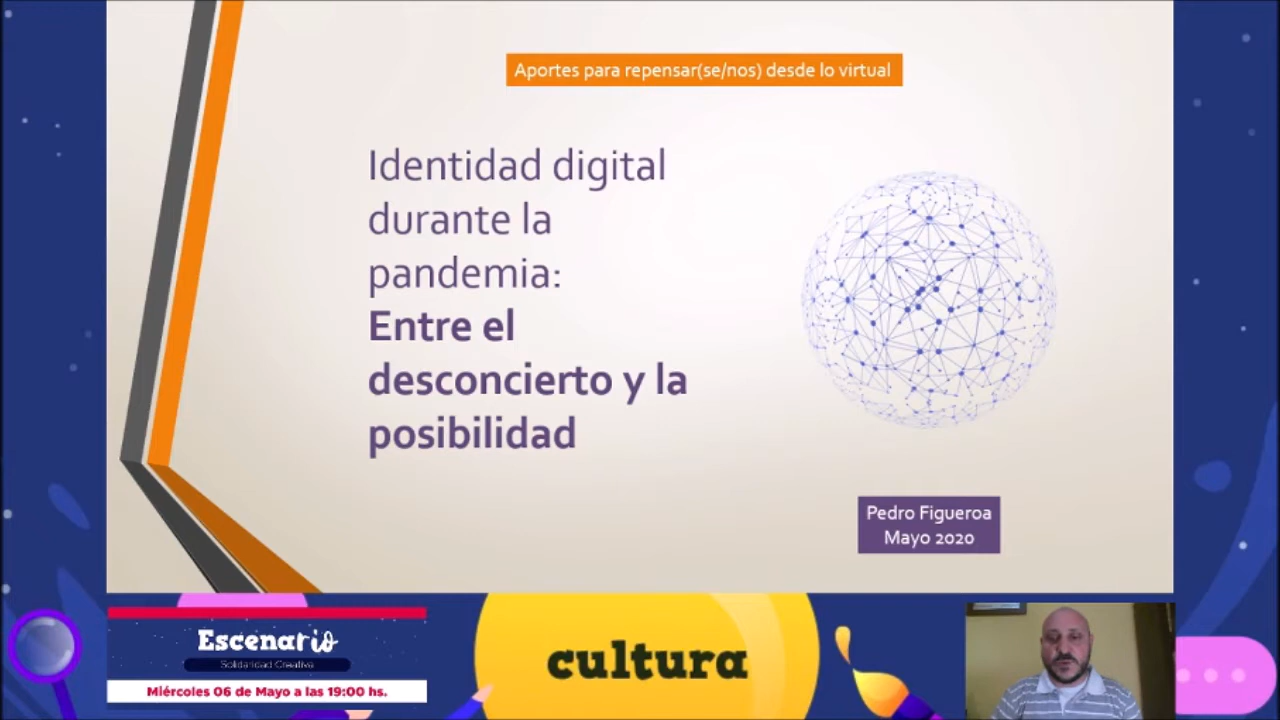 Aportes para repensar(se/nos) desde lo virtual
Identidad digital
durante la
pandemia:
Entre el
desconcierto y la
posibilidad
Pedro Figueroa
Mayo 2020
Escenario
Solidaridad Creativa
Miércoles 06 de Mayo a las 19:00 hs.
cultura